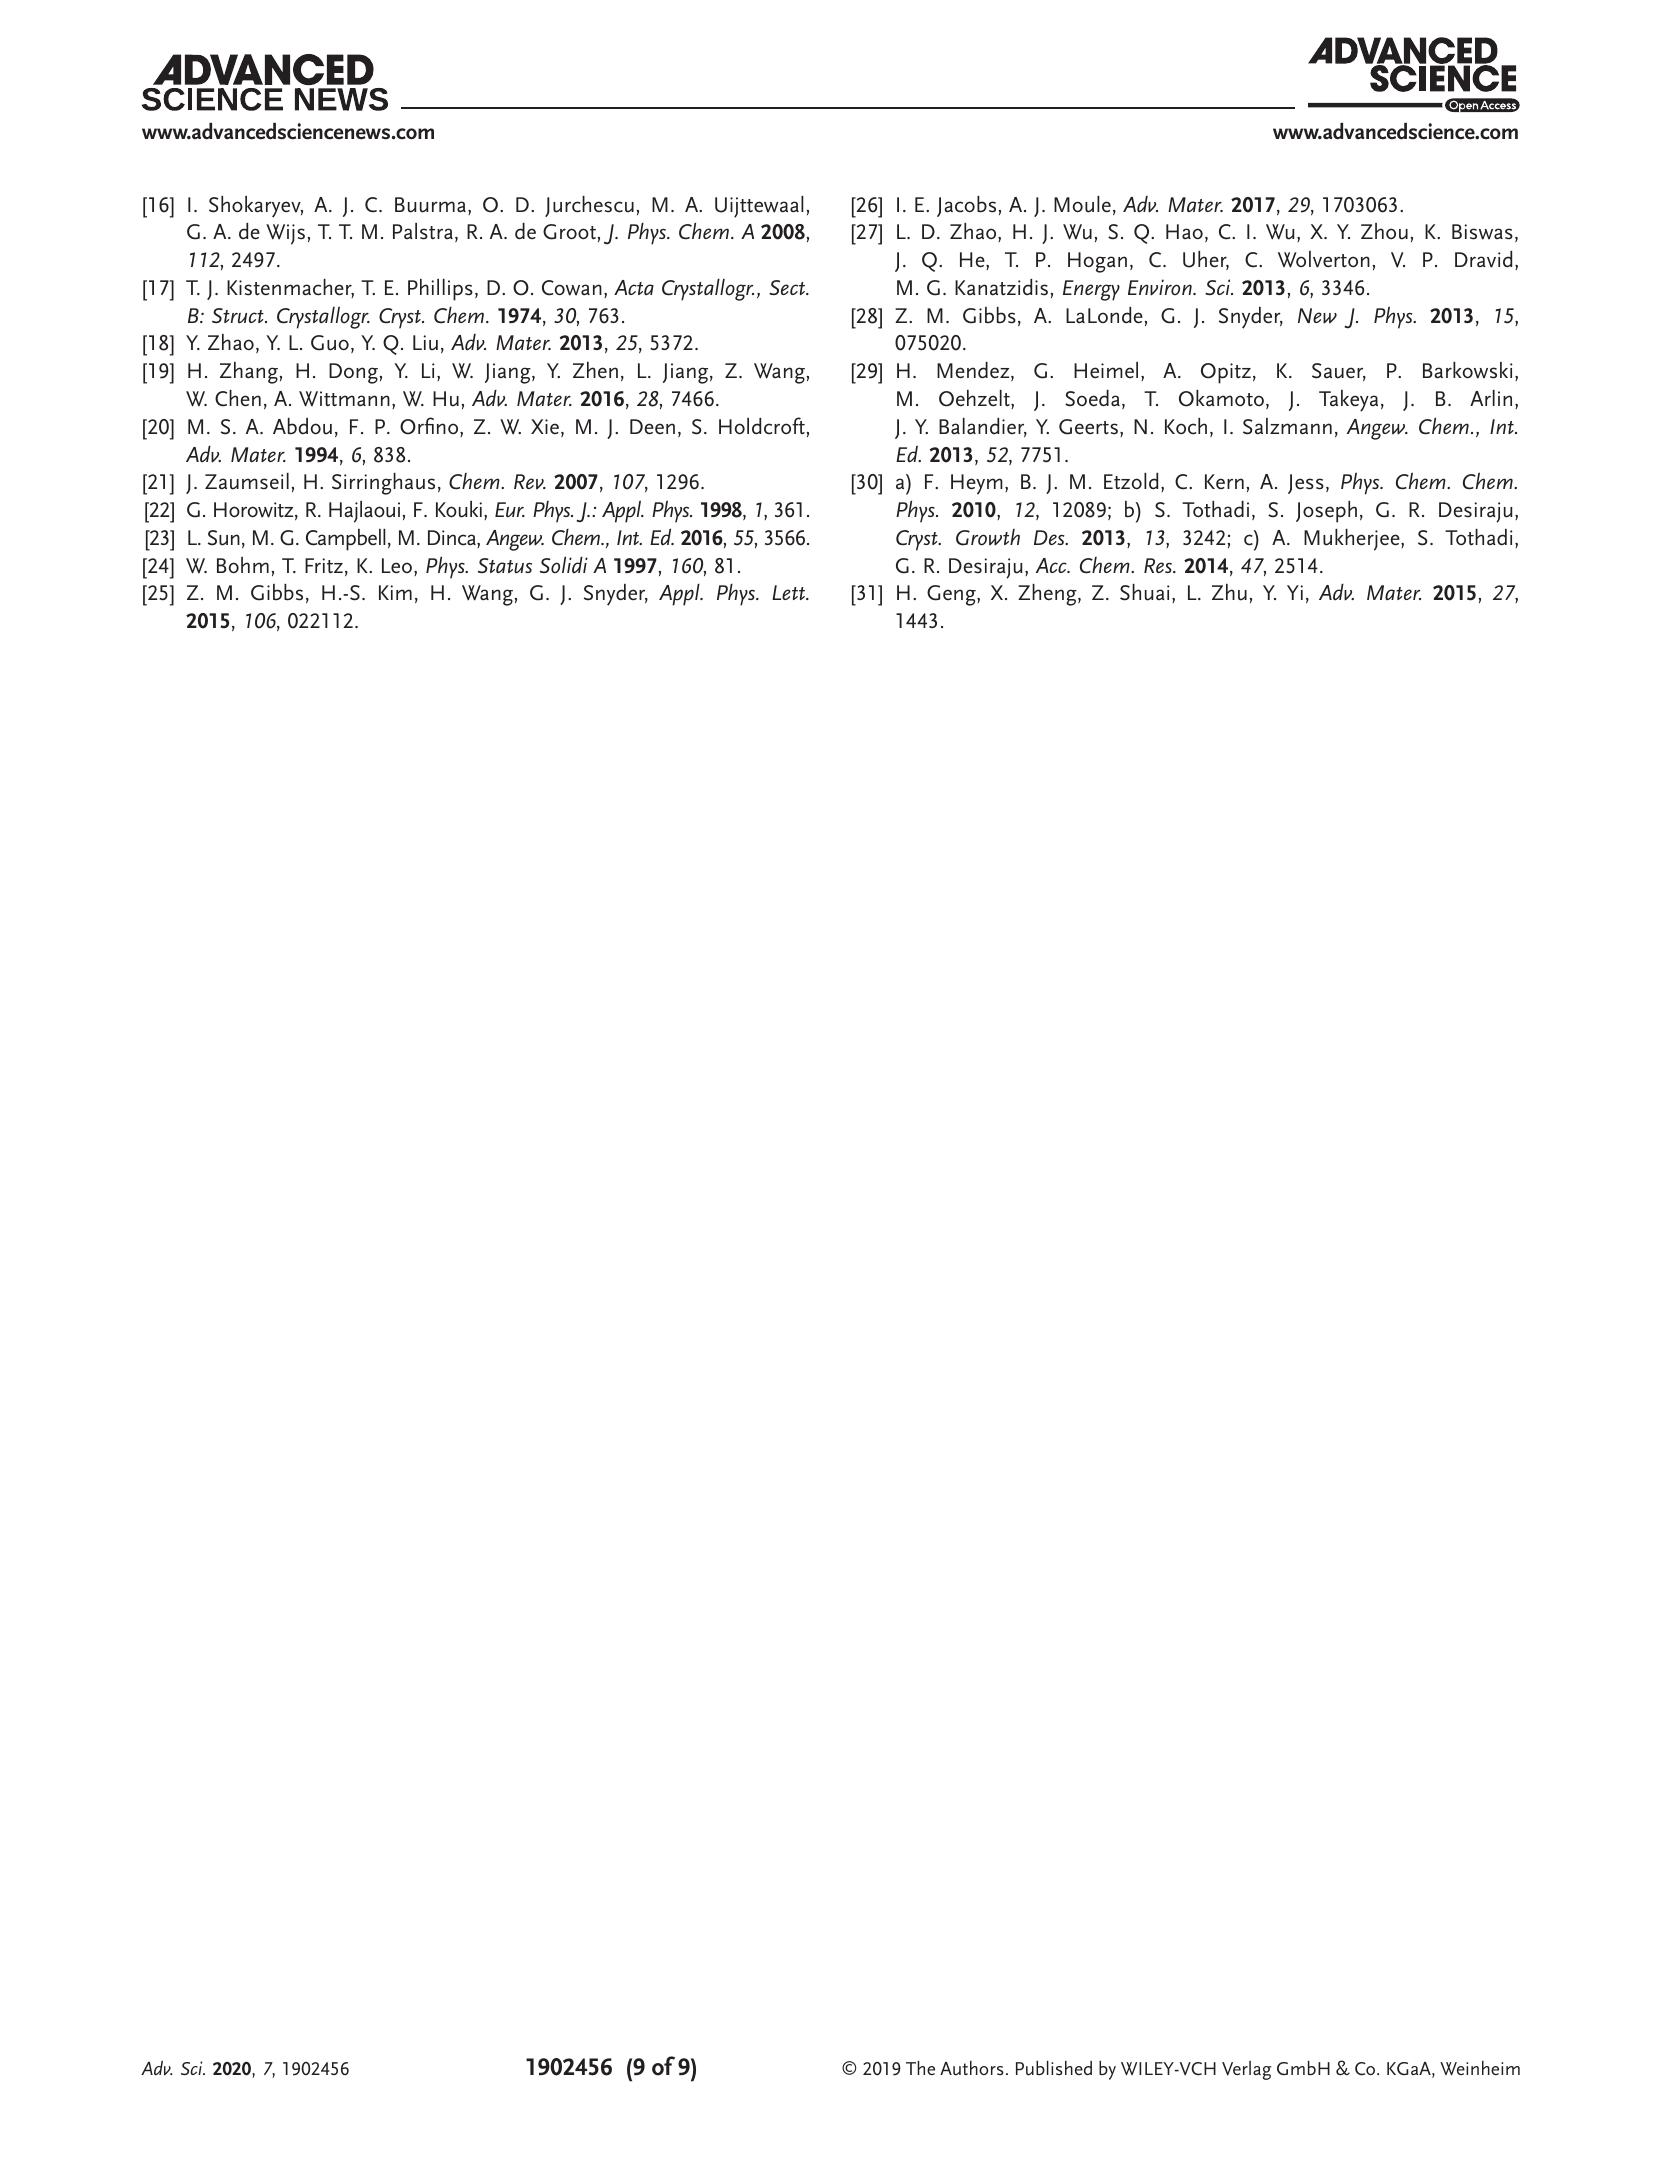 ADVANCED
SCIENCE NEWS
www.advancedsciencenews.com
ADVANCED
SCIENCE
Open Access
www.advancedscience.com
[16] I. Shokaryev, A. J. C. Buurma, O. D. Jurchescu, M. A. Uijttewaal,
G. A. de Wijs, T. T. M. Palstra, R. A. de Groot, J. Phys. Chem. A 2008,
112, 2497.
[17] T. J. Kistenmacher, T. E. Phillips, D. O. Cowan, Acta Crystallogr., Sect.
B: Struct. Crystallogr. Cryst. Chem. 1974, 30, 763.
[18] Y. Zhao, Y. L. Guo, Y. Q. Liu, Adv. Mater. 2013, 25, 5372.
[19] H. Zhang, H. Dong, Y. Li, W. Jiang, Y. Zhen, L. Jiang, Z. Wang,
W. Chen, A. Wittmann, W. Hu, Adv. Mater. 2016, 28, 7466.
[20] M. S. A. Abdou, F. P. Orfino, Z. W. Xie, M. J. Deen, S. Holdcroft,
Adv. Mater. 1994, 6, 838.
[21] J. Zaumseil, H. Sirringhaus, Chem. Rev. 2007, 107, 1296.
[22] G. Horowitz, R. Hajlaoui, F. Kouki, Eur. Phys. J.: Appl. Phys. 1998, 1, 361.
[23] L. Sun, M. G. Campbell, M. Dinca, Angew. Chem., Int. Ed. 2016, 55, 3566.
[24] W. Bohm, T. Fritz, K. Leo, Phys. Status Solidi A 1997, 160, 81.
[25] Z. M. Gibbs, H.-S. Kim, H. Wang, G. J. Snyder, Appl. Phys. Lett.
2015, 106, 022112.
[26] I. E. Jacobs, A. J. Moule, Adv. Mater. 2017, 29, 1703063.
[27] L. D. Zhao, H. J. Wu, S. Q. Hao, C. I. Wu, X. Y. Zhou, K. Biswas,
J. Q. He, T. P. Hogan, C. Uher, C. Wolverton, V. P. Dravid,
M. G. Kanatzidis, Energy Environ. Sci. 2013, 6, 3346.
[28] Z. M. Gibbs, A. LaLonde, G. J. Snyder, New J. Phys. 2013, 15,
075020.
[29] H. Mendez, G. Heimel, A. Opitz, K. Sauer, P. Barkowski,
M. Oehzelt, J. Soeda, T. Okamoto, J. Takeya, J. B. Arlin,
J. Y. Balandier, Y. Geerts, N. Koch, I. Salzmann, Angew. Chem., Int.
Ed. 2013, 52, 7751.
[30] a) F. Heym, B. J. M. Etzold, C. Kern, A. Jess, Phys. Chem. Chem.
Phys. 2010, 12, 12089; b) S. Tothadi, S. Joseph, G. R. Desiraju,
Cryst. Growth Des. 2013, 13, 3242; c) A. Mukherjee, S. Tothadi,
G. R. Desiraju, Acc. Chem. Res. 2014, 47, 2514.
[31] H. Geng, X. Zheng, Z. Shuai, L. Zhu, Y. Yi, Adv. Mater. 2015, 27,
1443.
Adv. Sci. 2020, 7, 1902456
1902456 (9 of 9)
© 2019 The Authors. Published by WILEY-VCH Verlag GmbH & Co. KGaA, Weinheim